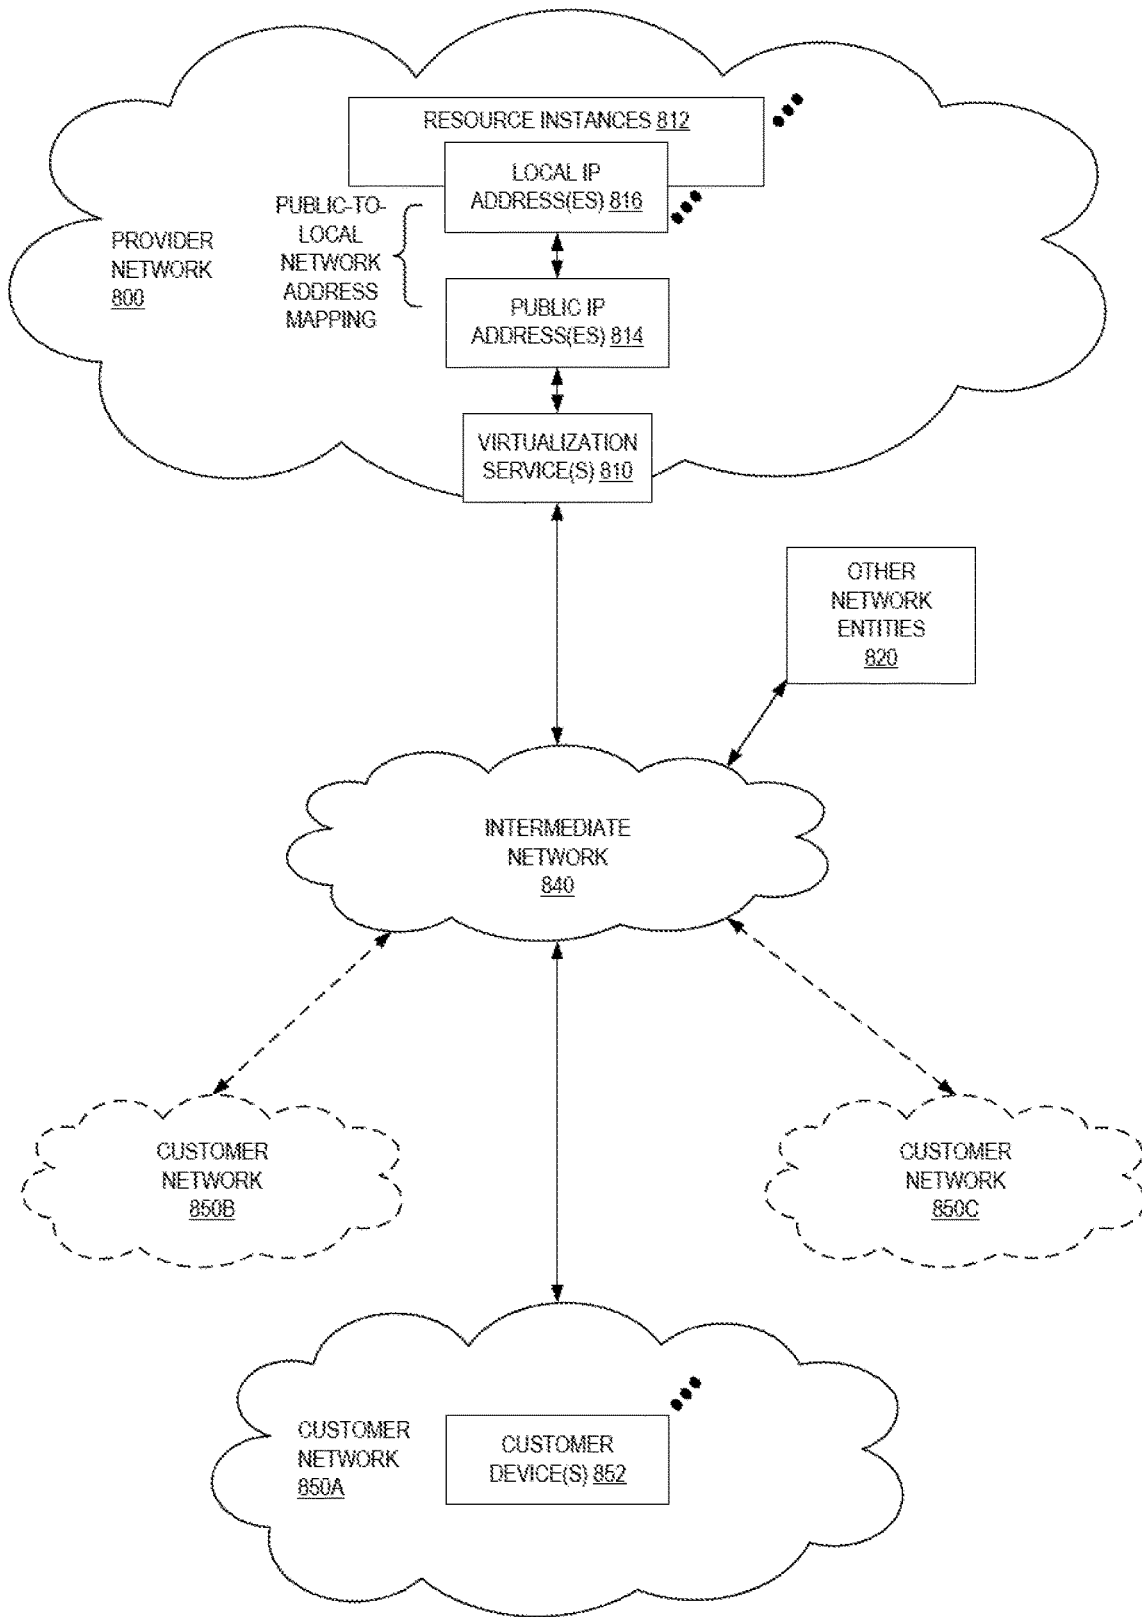 RESOURCE INSTANCES 812
LOCAL IP
ADDRESS(ES) 816
PUBLIC-TO-
LOCAL
NETWORK
ADDRESS
MAPPING
PROVIDER
NETWORK
800
PUBLIC IP
ADDRESS(ES) 814
VIRTUALIZATION
SERVICE(S) 810
OTHER
NETWORK
ENTITIES
820
INTERMEDIATE
NETWORK
840
CUSTOMER
NETWORK
850B
CUSTOMER
NETWORK
850C
CUSTOMER
NETWORK
850A
CUSTOMER
DEVICE(S) 852